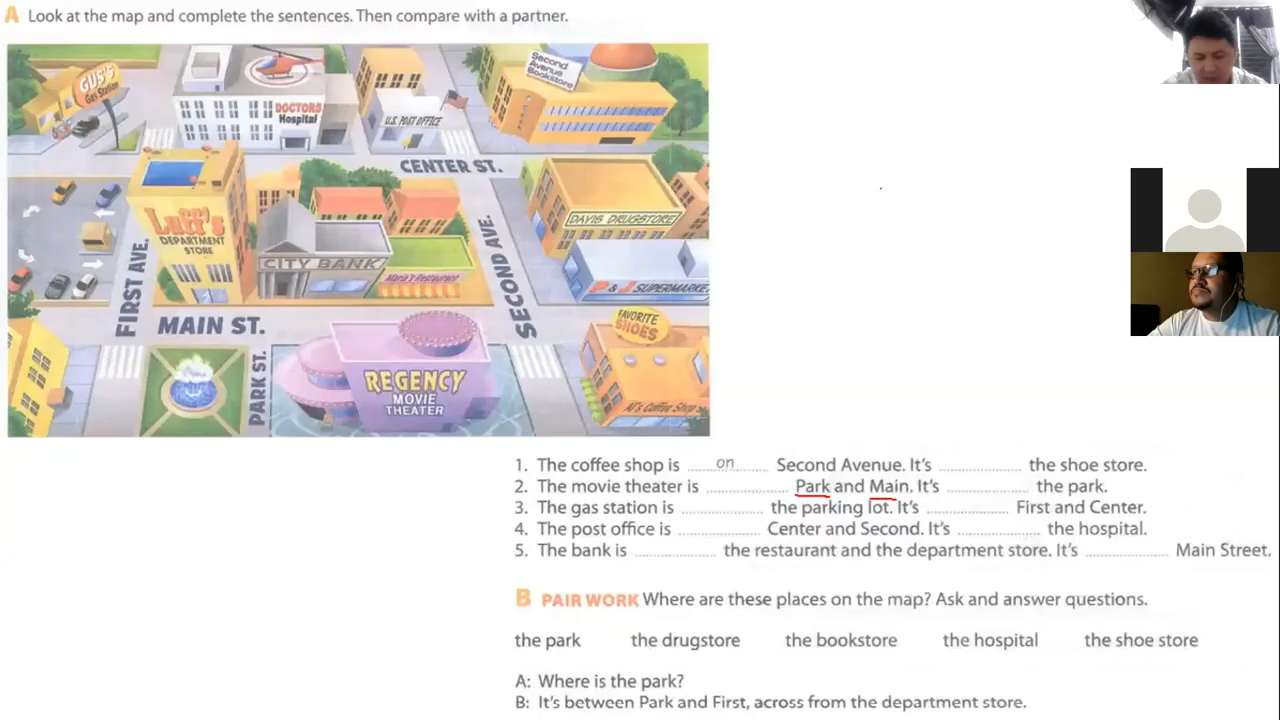 A Look at the map and complete the sentences. Then compare with a partner.
GUS'S
Gas Station
DOCTORS
Hospital
U.S. POST OFFICE
Second
Avenue
Bookstore
CENTER ST.
Luff's
DEPARTMENT
STORE
CITY BANK
Maria's Restaurant
DAVIS DRUGSTORE
P & J SUPERMARKET
FIRST AVE.
SECOND AVE.
MAIN ST.
PARK ST.
REGENCY
MOVIE
THEATER
FAVORITE
SHOES
Al's Coffee Shop
1. The coffee shop is ....on.... Second Avenue. It's .................... the shoe store.
2. The movie theater is .................... Park and Main. It's .................... the park.
3. The gas station is .................... the parking lot. It's .................... First and Center.
4. The post office is .................... Center and Second. It's .................... the hospital.
5. The bank is .................... the restaurant and the department store. It's .................... Main Street.
B PAIR WORK Where are these places on the map? Ask and answer questions.
the park the drugstore the bookstore the hospital the shoe store
A: Where is the park?
B: It's between Park and First, across from the department store.